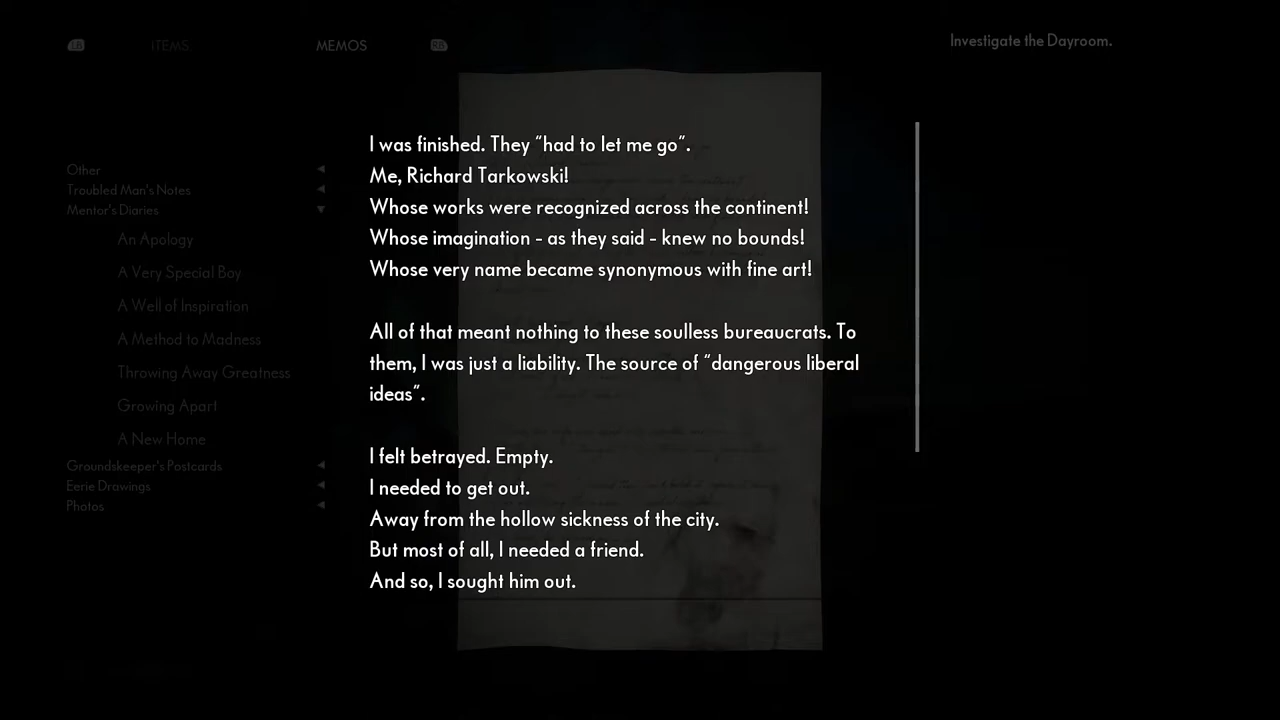 LB ITEMS MEMOS RB
Investigate the Dayroom.
Other
Troubled Man's Notes
Mentor's Diaries
An Apology
A Very Special Boy
A Well of Inspiration
A Method to Madness
Throwing Away Greatness
Growing Apart
A New Home
Groundskeeper's Postcards
Eerie Drawings
Photos
I was finished. They “had to let me go”.
Me, Richard Tarkowski!
Whose works were recognized across the continent!
Whose imagination - as they said - knew no bounds!
Whose very name became synonymous with fine art!
All of that meant nothing to these soulless bureaucrats. To
them, I was just a liability. The source of “dangerous liberal
ideas”.
I felt betrayed. Empty.
I needed to get out.
Away from the hollow sickness of the city.
But most of all, I needed a friend.
And so, I sought him out.